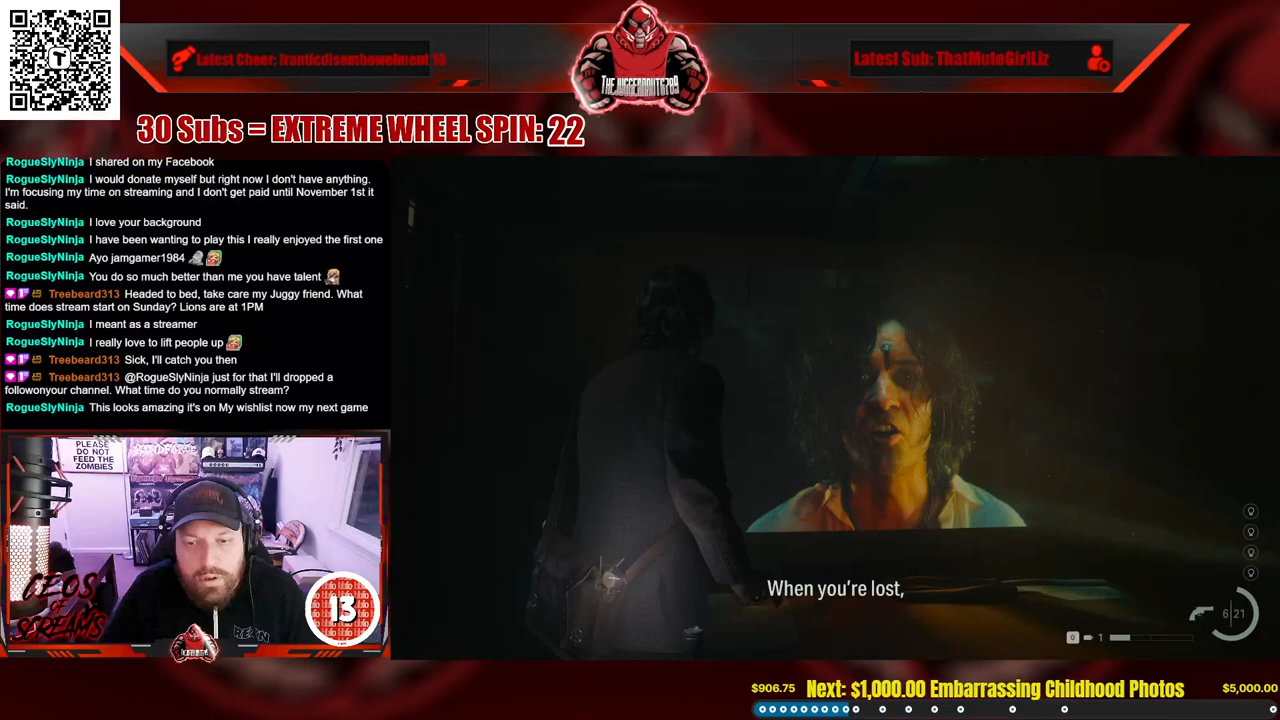 Latest Cheer: franticdisembowelment 10
THEJUGGERNAUT6789
Latest Sub: ThatMuteGirlLiz
30 Subs = EXTREME WHEEL SPIN: 22
RogueSlyNinja I shared on my Facebook
RogueSlyNinja I would donate myself but right now I don't have anything.
I'm focusing my time on streaming and I don't get paid until November 1st it
said.
RogueSlyNinja I love your background
RogueSlyNinja I have been wanting to play this I really enjoyed the first one
RogueSlyNinja Ayo jamgamer1984
RogueSlyNinja You do so much better than me you have talent
Treebeard313 Headed to bed, take care my Juggy friend. What
time does stream start on Sunday? Lions are at 1PM
RogueSlyNinja I meant as a streamer
RogueSlyNinja I really love to lift people up
Treebeard313 Sick, I'll catch you then
Treebeard313 @RogueSlyNinja just for that I'll dropped a
followonyour channel. What time do you normally stream?
RogueSlyNinja This looks amazing it's on My wishlist now my next game
PLEASE
DO NOT
FEED THE
ZOMBIES
CEOS
OF
SCREAMS
13
When you're lost,
6|21
1
$906.75 Next: $1,000.00 Embarrassing Childhood Photos $5,000.00